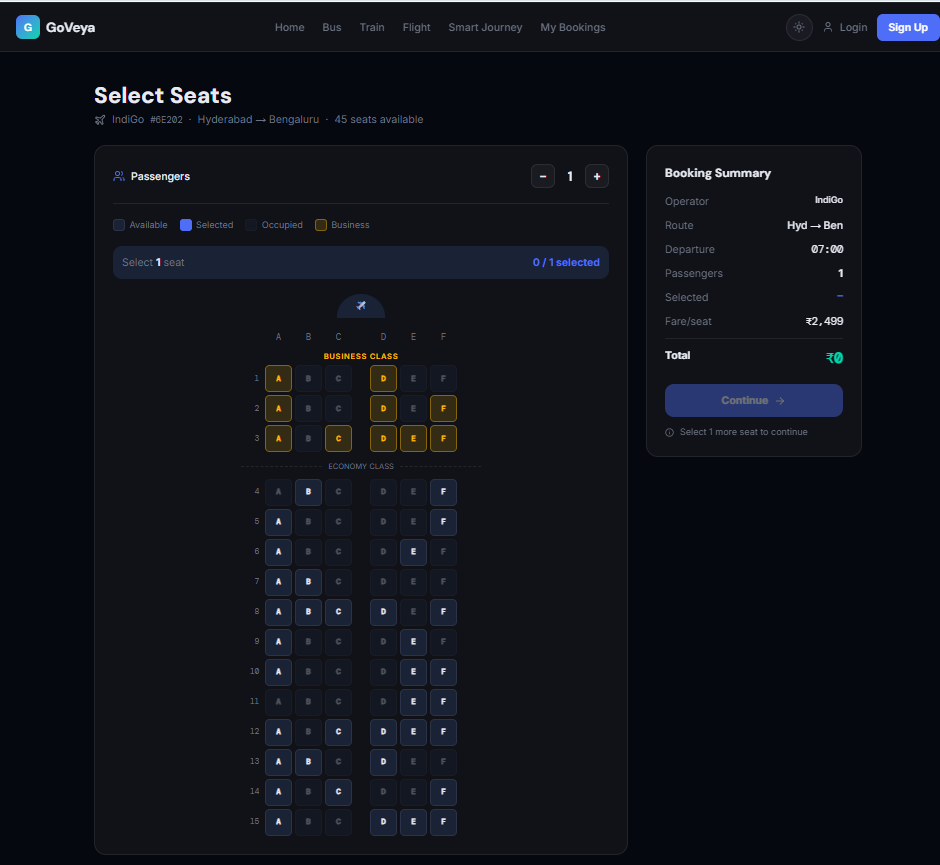 G GoVeya Home Bus Train Flight Smart Journey My Bookings Login Sign Up
Select Seats
IndiGo #6E202 · Hyderabad → Bengaluru · 45 seats available
Passengers − 1 +
Available Selected Occupied Business
Select 1 seat 0 / 1 selected
A B C D E F
BUSINESS CLASS
1 A B C D E F
2 A B C D E F
3 A B C D E F
ECONOMY CLASS
4 A B C D E F
5 A B C D E F
6 A B C D E F
7 A B C D E F
8 A B C D E F
9 A B C D E F
10 A B C D E F
11 A B C D E F
12 A B C D E F
13 A B C D E F
14 A B C D E F
15 A B C D E F
Booking Summary
Operator IndiGo
Route Hyd → Ben
Departure 07:00
Passengers 1
Selected —
Fare/seat ₹2,499
Total ₹0
Continue →
Select 1 more seat to continue